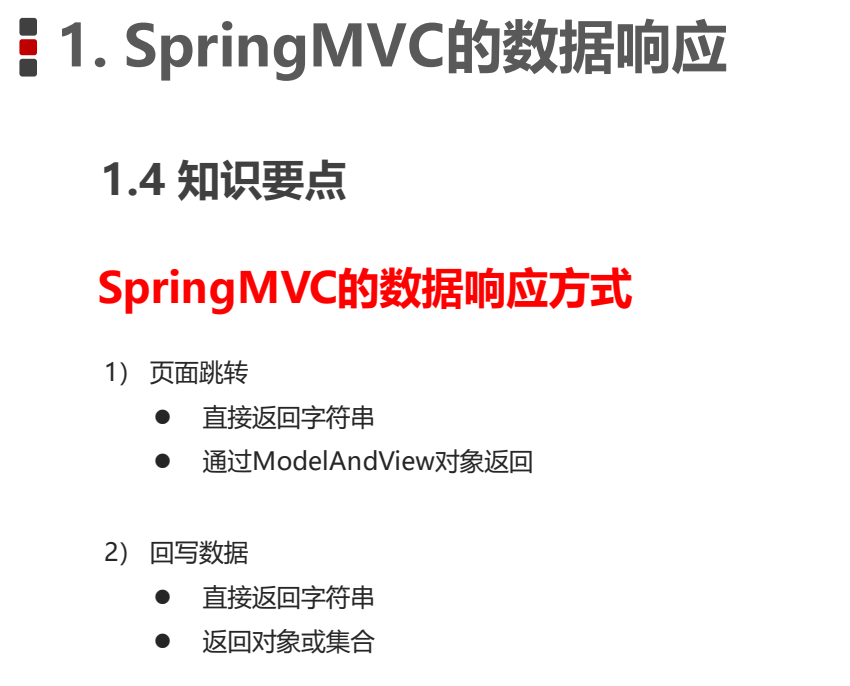 1. SpringMVC的数据响应
1.4 知识要点
SpringMVC的数据响应方式
1） 页面跳转
● 直接返回字符串
● 通过ModelAndView对象返回
2） 回写数据
● 直接返回字符串
● 返回对象或集合